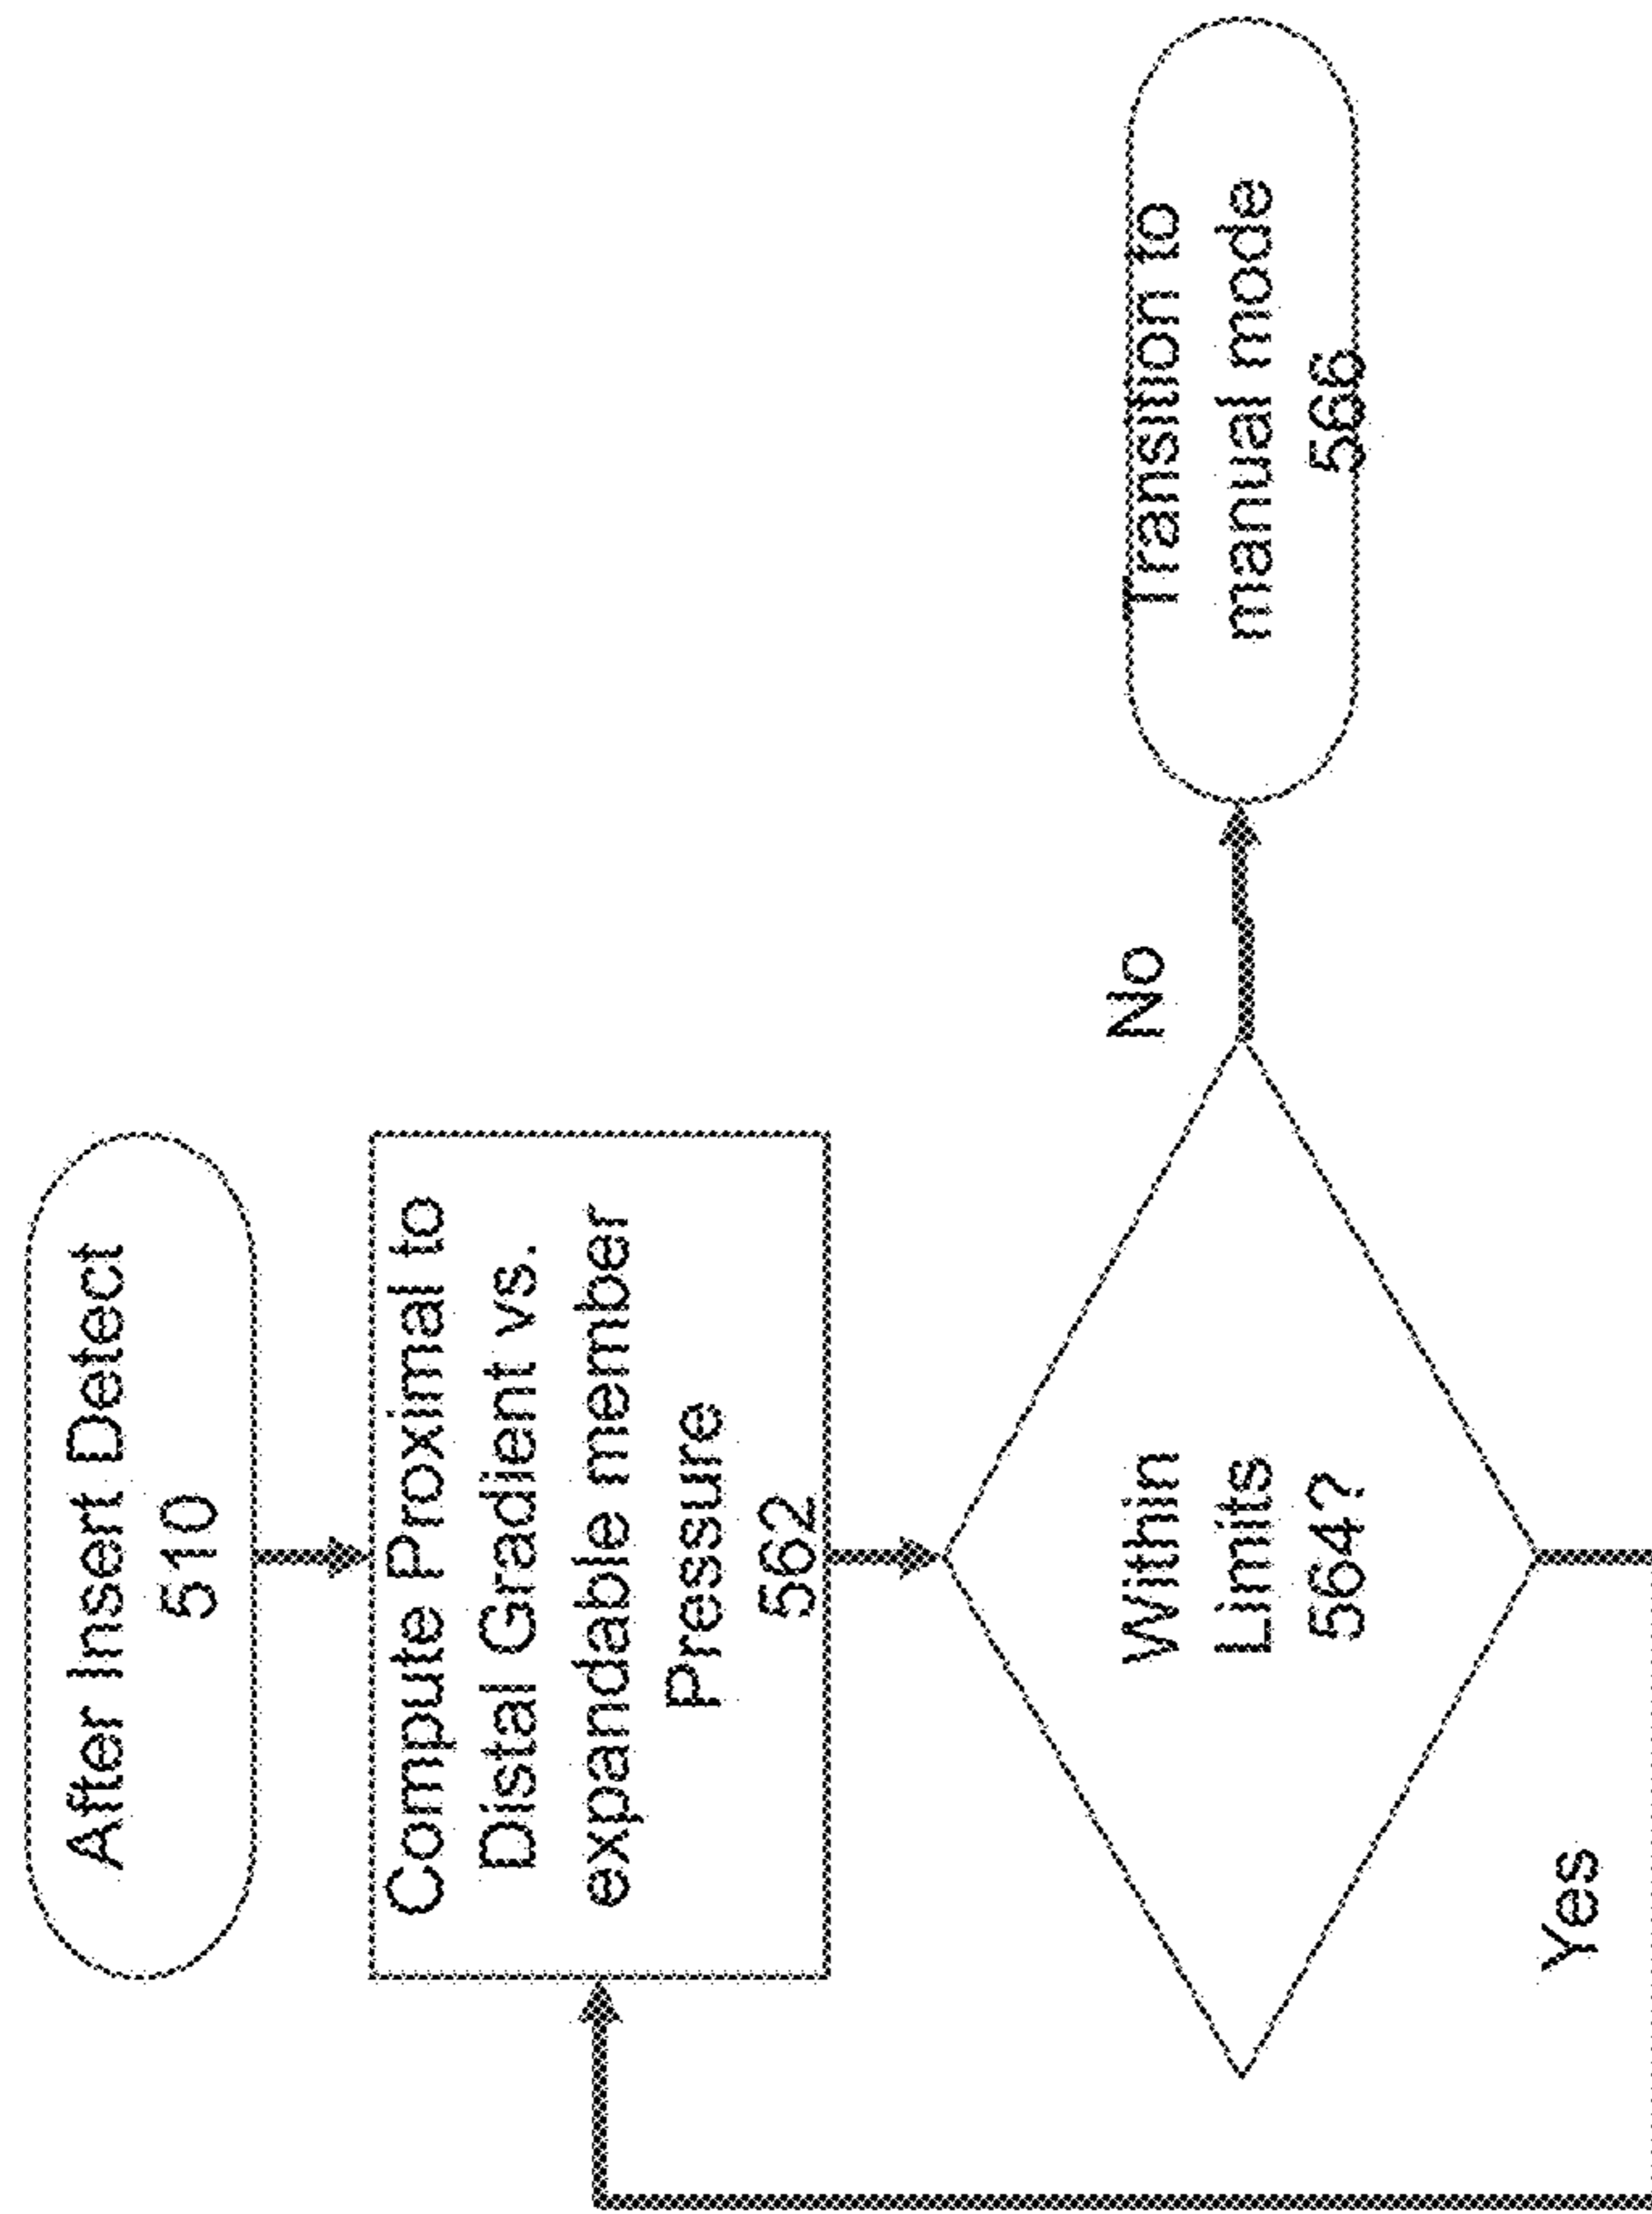 After Insert Detect
510
Compute Proximal to
Distal Gradient vs.
expandable member
Pressure
562
Within
Limits
564?
No
Transition to
manual mode
566
Yes